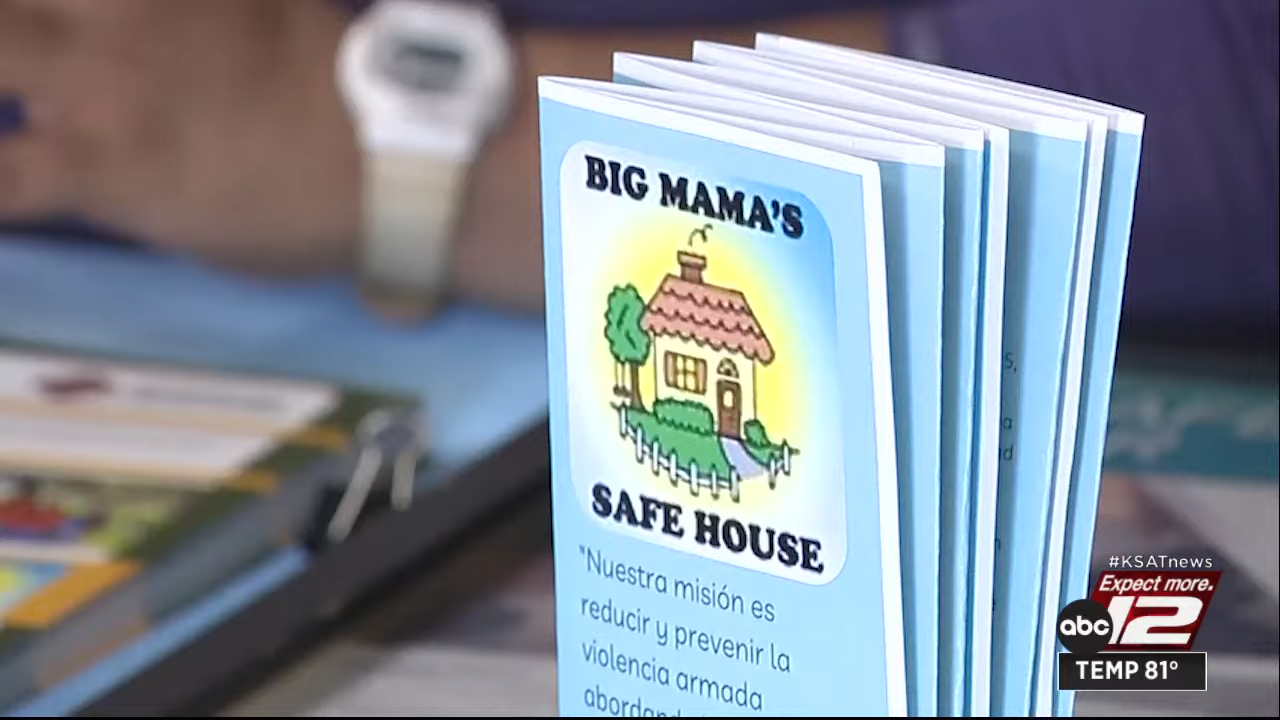 BIG MAMA'S
SAFE HOUSE
"Nuestra misión es
reducir y prevenir la
violencia armada
#KSATnews
Expect more.
abc 12
TEMP 81°